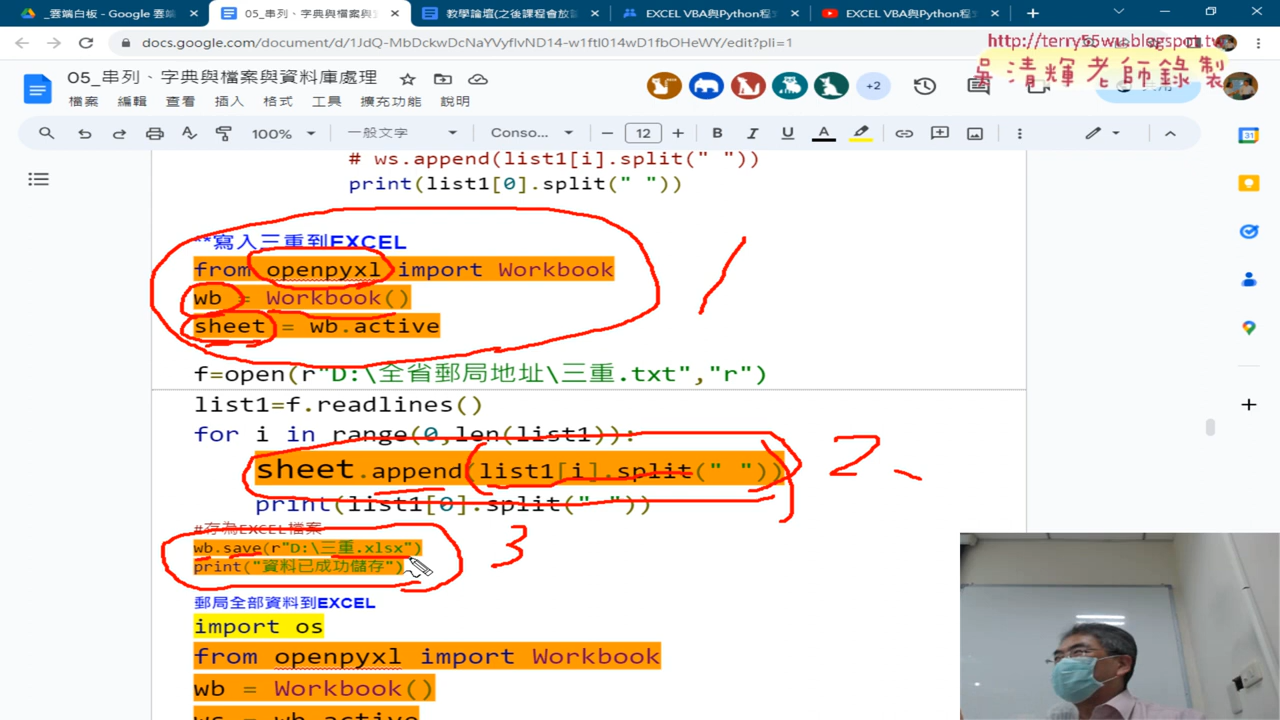 _雲端白板 - Google 雲端
05_串列、字典與檔案與
教學論壇(之後課程會放
EXCEL VBA與Python程
EXCEL VBA與Python程
docs.google.com/document/d/1JdQ-MbDckwDcNaYVyflvND14-w1ftl014wD1fbOHeWY/edit?pli=1
http://terry55wu.blogspot.tw
吳清輝老師錄製
05_串列、字典與檔案與資料庫處理
檔案 編輯 查看 插入 格式 工具 擴充功能 說明
+2
100% 一般文字 Conso... 12 B I U A
# ws.append(list1[i].split(" "))
print(list1[0].split(" "))
**寫入三重到EXCEL
from openpyxl import Workbook
wb = Workbook()
sheet = wb.active
f=open(r"D:\全省郵局地址\三重.txt","r")
list1=f.readlines()
for i in range(0,len(list1)):
sheet.append(list1[i].split(" "))
print(list1[0].split(" "))
#存為EXCEL檔案
wb.save(r"D:\三重.xlsx")
print("資料已成功儲存")
郵局全部資料到EXCEL
import os
from openpyxl import Workbook
wb = Workbook()
ws = wb.active
1
2、
3
31